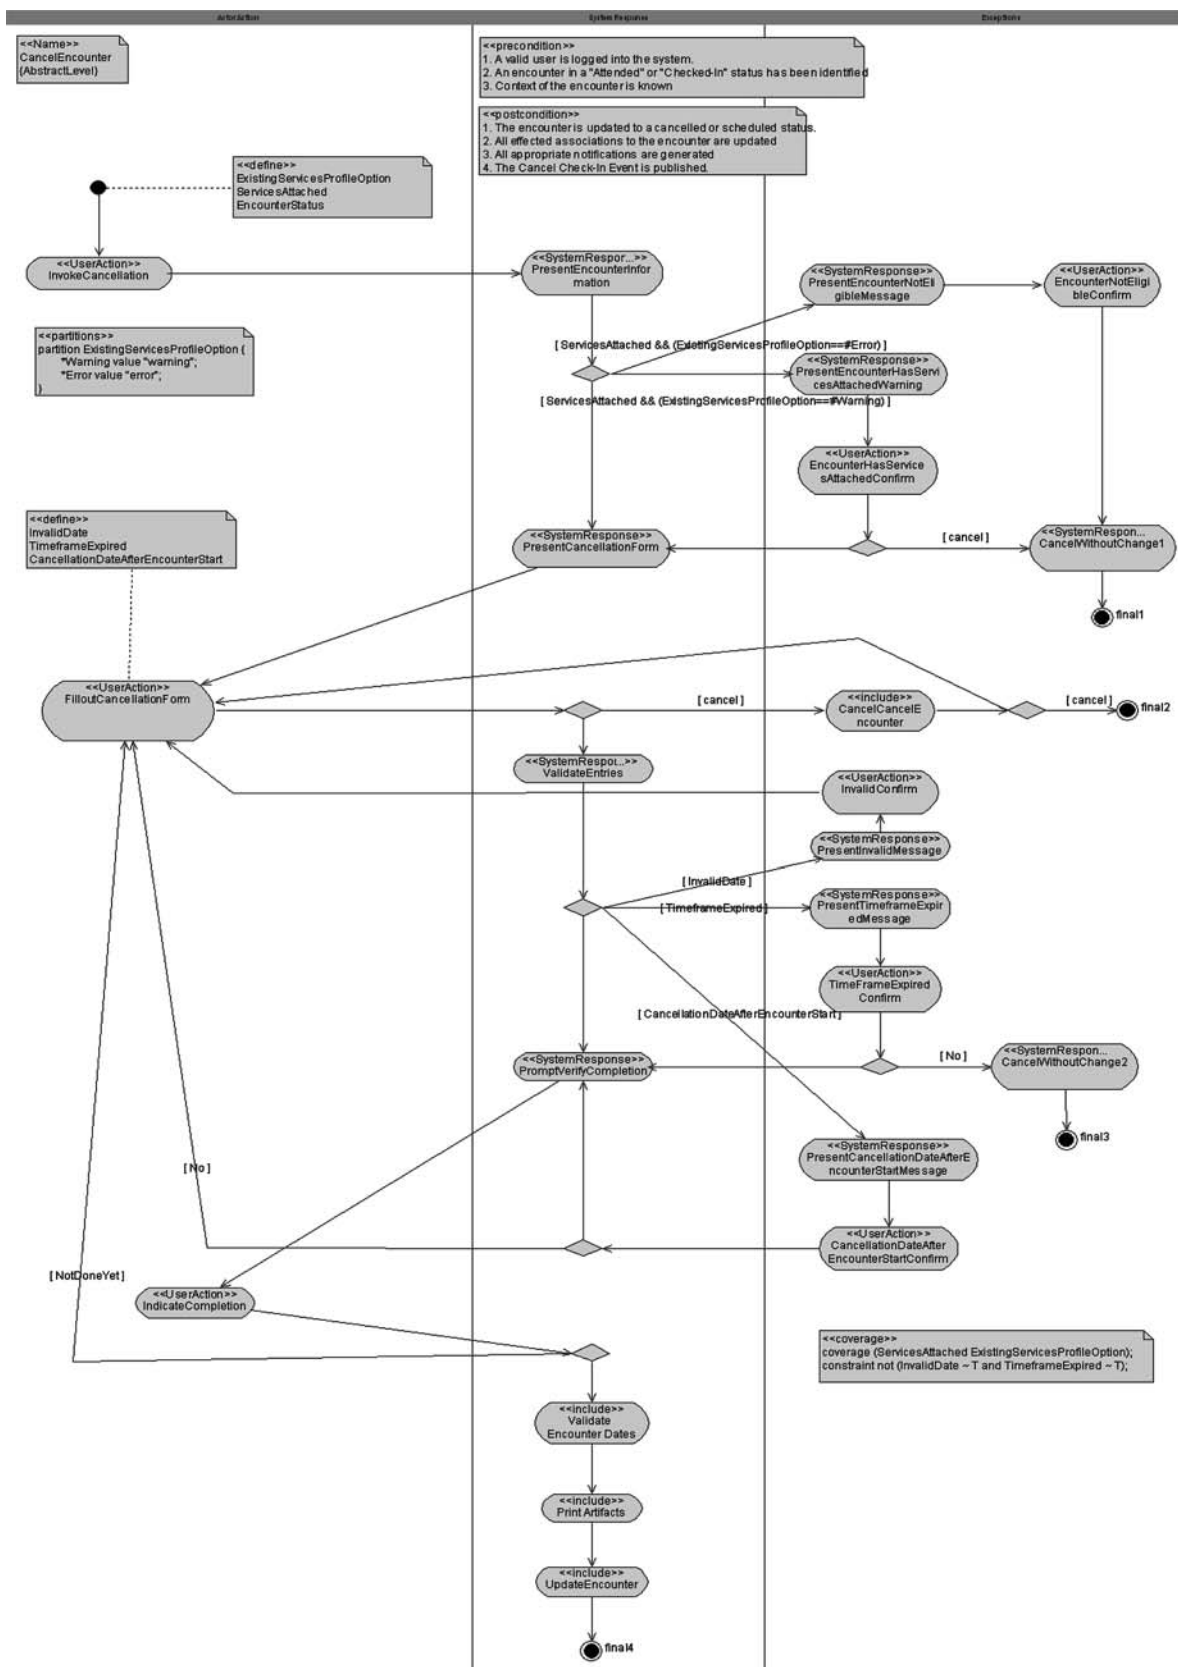 Actor/Action
System Response
Exceptions
<<Name>>
CancelEncounter
{AbstractLevel}
<<precondition>>
1. A valid user is logged into the system.
2. An encounter in a "Attended" or "Checked-In" status has been identified
3. Context of the encounter is known
<<postcondition>>
1. The encounter is updated to a cancelled or scheduled status.
2. All effected associations to the encounter are updated
3. All appropriate notifications are generated
4. The Cancel Check-In Event is published.
<<define>>
ExistingServicesProfileOption
ServicesAttached
EncounterStatus
<<UserAction>>
InvokeCancellation
<<SystemRespor...>>
PresentEncounterInfor
mation
<<SystemResponse>>
PresentEncounterNotEli
gibleMessage
<<UserAction>>
EncounterNotEligi
bleConfirm
<<partitions>>
partition ExistingServicesProfileOption {
"Warning value "warning";
"Error value "error";
}
[ ServicesAttached && (ExistingServicesProfileOption==#Error) ]
<<SystemResponse>>
PresentEncounterHasServi
cesAttachedWarning
[ ServicesAttached && (ExistingServicesProfileOption==#Warning) ]
<<UserAction>>
EncounterHasService
sAttachedConfirm
<<define>>
InvalidDate
TimeframeExpired
CancellationDateAfterEncounterStart
<<SystemResponse>>
PresentCancellationForm
[ cancel ]
<<SystemRespon...
CancelWithoutChange1
final1
<<UserAction>>
FilloutCancellationForm
[ cancel ]
<<include>>
CancelCancelE
ncounter
[ cancel ]
final2
<<SystemRespo...>>
ValidateEntries
<<UserAction>>
InvalidConfirm
<<SystemResponse>>
PresentInvalidMessage
[ InvalidDate ]
[ TimeframeExpired ]
<<SystemResponse>>
PresentTimeframeExpir
edMessage
<<UserAction>>
TimeFrameExpired
Confirm
[ CancellationDateAfterEncounterStart ]
<<SystemResponse>>
PromptVerifyCompletion
[ No ]
<<SystemRespon...
CancelWithoutChange2
final3
<<SystemResponse>>
PresentCancellationDateAfterE
ncounterStartMessage
[ No ]
<<UserAction>>
CancellationDateAfter
EncounterStartConfirm
[ NotDoneYet ]
<<UserAction>>
IndicateCompletion
<<coverage>>
coverage (ServicesAttached ExistingServicesProfileOption);
constraint not (InvalidDate ~ T and TimeframeExpired ~ T);
<<include>>
Validate
Encounter Dates
<<include>>
Print Artifacts
<<include>>
UpdateEncounter
final4